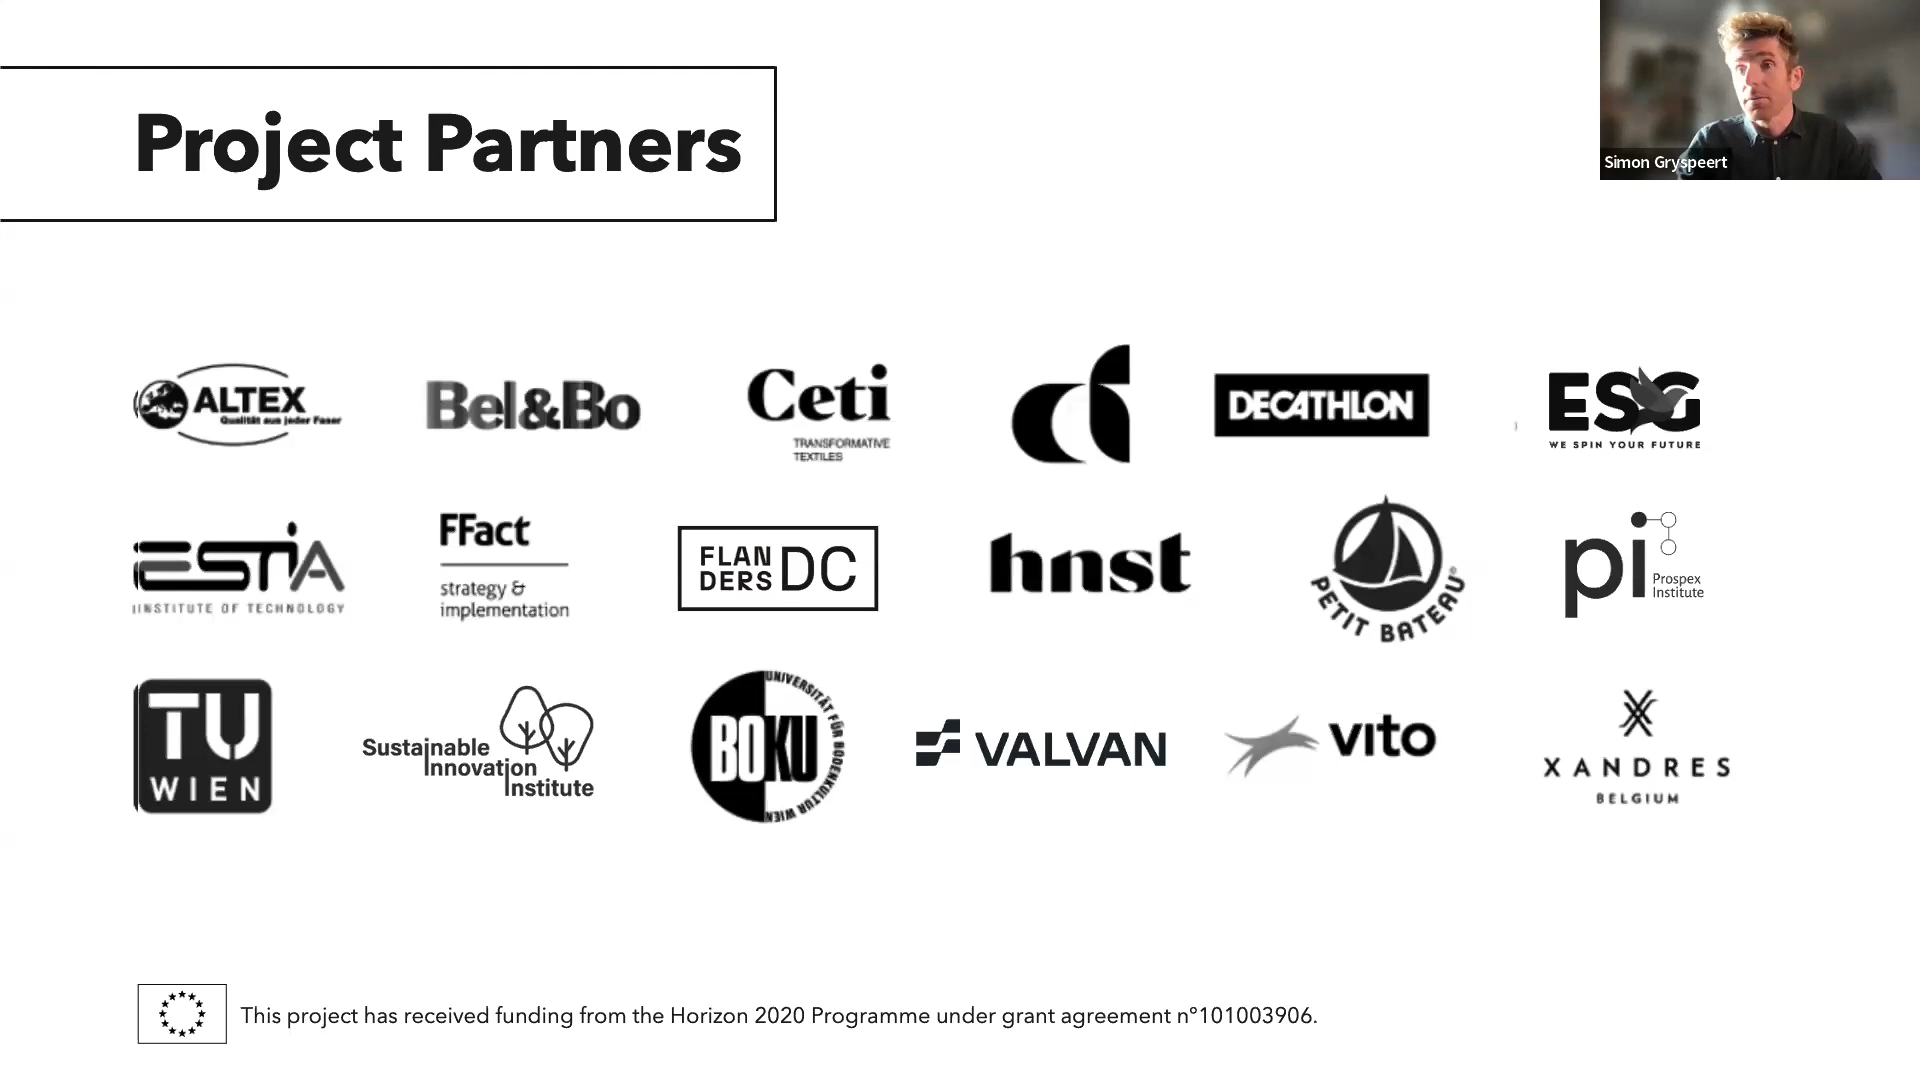 Project Partners
Simon Gryspeert
ALTEX
Qualität aus jeder Faser
Bel&Bo
Ceti
TRANSFORMATIVE
TEXTILES
DECATHLON
ESG
WE SPIN YOUR FUTURE
ESTIA
INSTITUTE OF TECHNOLOGY
FFact
strategy &
implementation
FLAN
DERS
DC
hnst
PETIT BATEAU®
pi
Prospex
Institute
TU
WIEN
Sustainable
Innovation
Institute
BOKU
UNIVERSITÄT FÜR BODENKULTUR WIEN
VALVAN
vito
XANDRES
BELGIUM
This project has received funding from the Horizon 2020 Programme under grant agreement n°101003906.